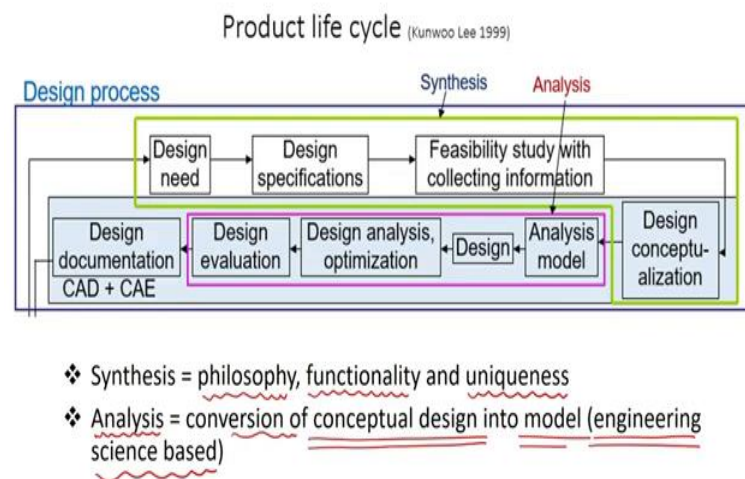 Product life cycle (Kunwoo Lee 1999)
Synthesis
Analysis
Design process
Design
need
Design
specifications
Feasibility study with
collecting information
Design
documentation
Design
evaluation
Design analysis,
optimization
Design
Analysis
model
Design
conceptu-
alization
CAD + CAE
❖ Synthesis = philosophy, functionality and uniqueness
❖ Analysis = conversion of conceptual design into model (engineering
science based)